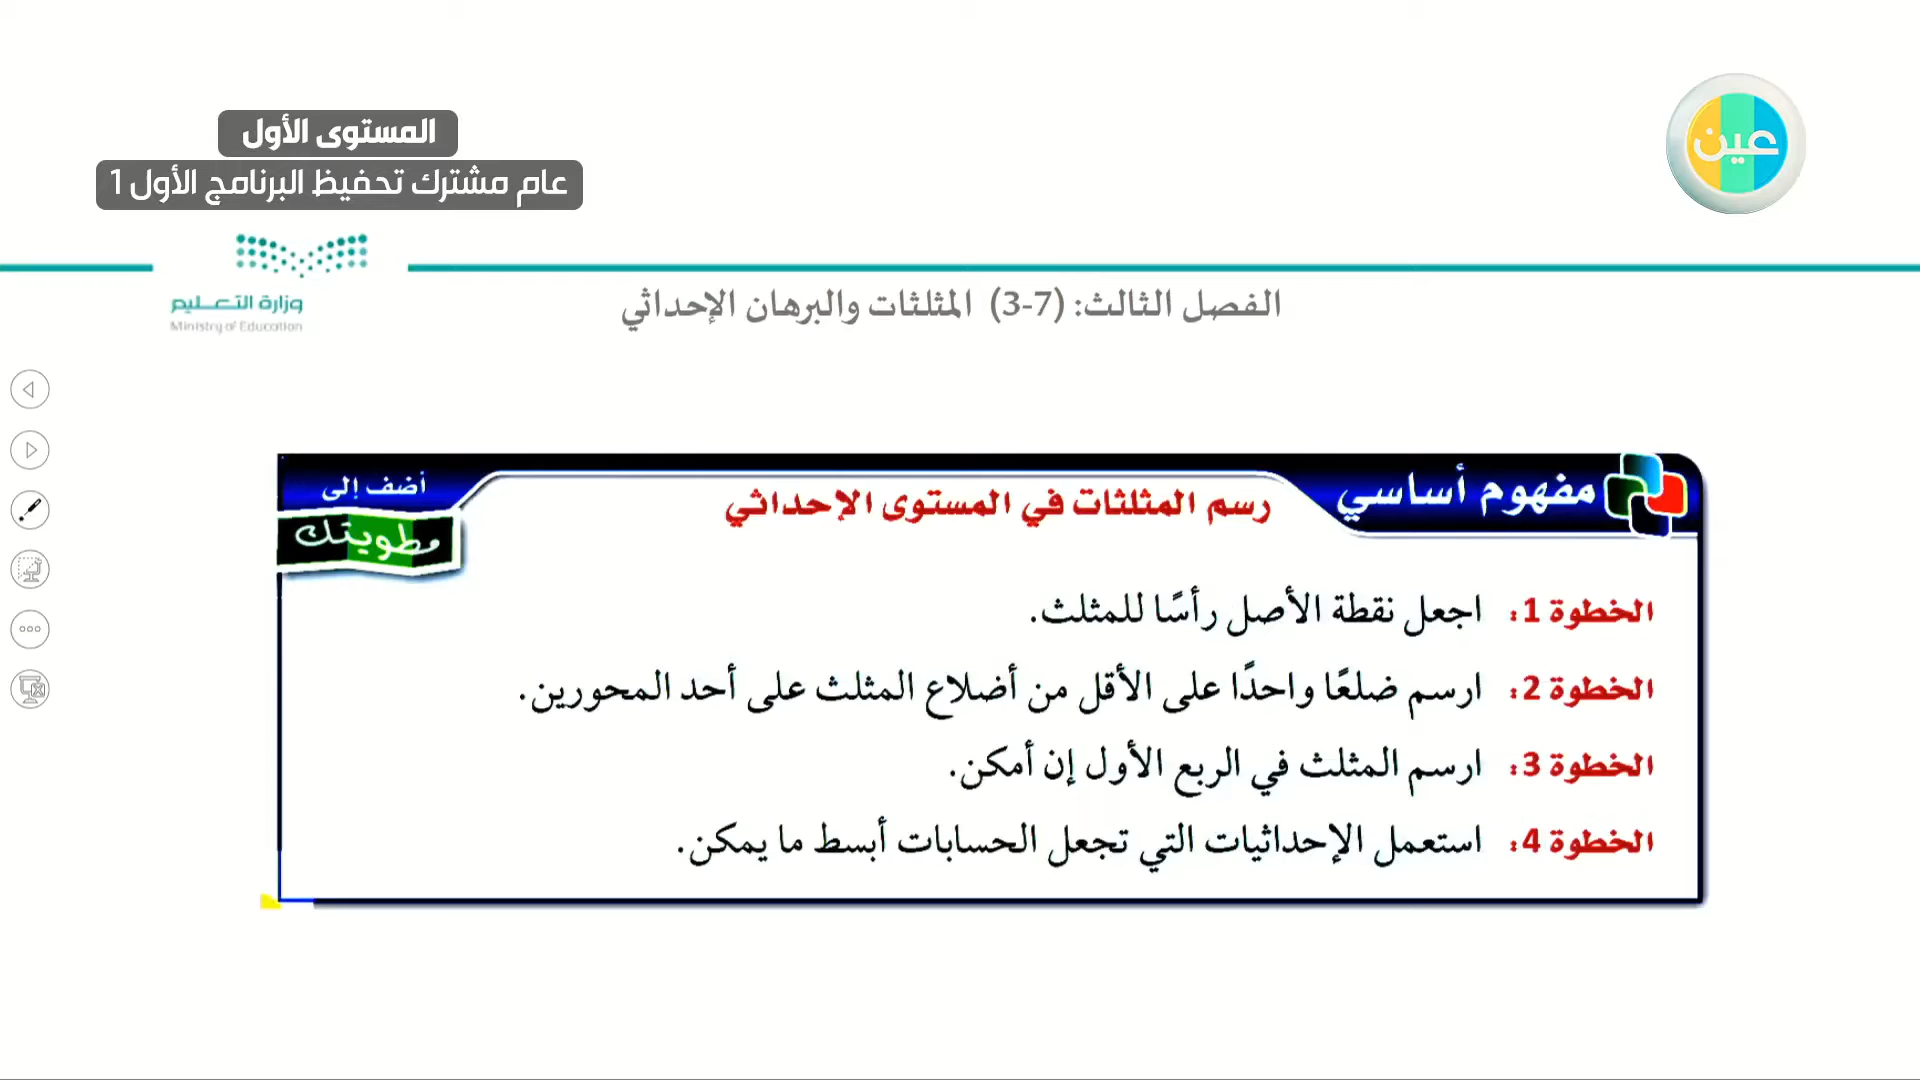 المستوى الأول
عام مشترك تحفيظ البرنامج الأول 1
عين
وزارة التعليم
Ministry of Education
الفصل الثالث: (7-3) المثلثات والبرهان الإحداثي
مفهوم أساسي
رسم المثلثات في المستوى الإحداثي
أضف إلى
مطويتك
الخطوة 1: اجعل نقطة الأصل رأسًا للمثلث.
الخطوة 2: ارسم ضلعًا واحدًا على الأقل من أضلاع المثلث على أحد المحورين.
الخطوة 3: ارسم المثلث في الربع الأول إن أمكن.
الخطوة 4: استعمل الإحداثيات التي تجعل الحسابات أبسط ما يمكن.